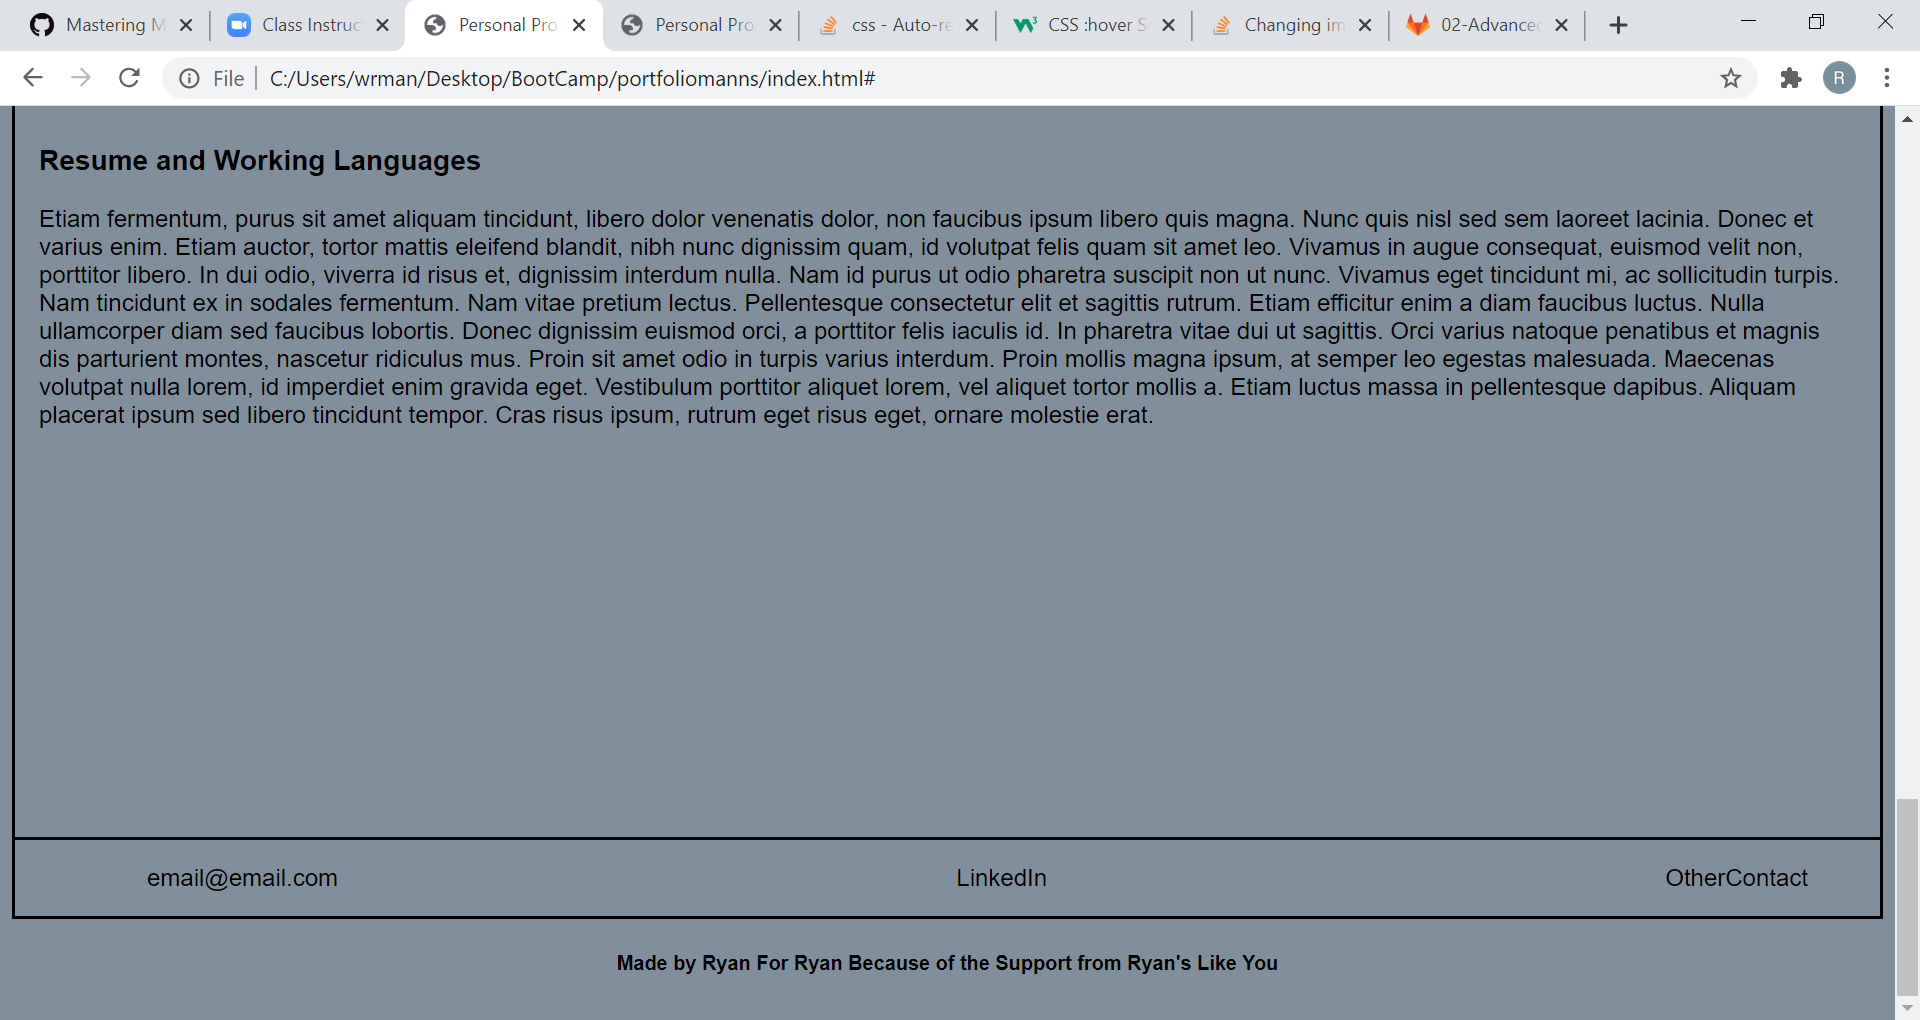 Mastering M
Class Instruc
Personal Pro
Personal Pro
css - Auto-re
CSS :hover S
Changing im
02-Advanced
File
C:/Users/wrman/Desktop/BootCamp/portfoliomanns/index.html#
R
Resume and Working Languages
Etiam fermentum, purus sit amet aliquam tincidunt, libero dolor venenatis dolor, non faucibus ipsum libero quis magna. Nunc quis nisl sed sem laoreet lacinia. Donec et
varius enim. Etiam auctor, tortor mattis eleifend blandit, nibh nunc dignissim quam, id volutpat felis quam sit amet leo. Vivamus in augue consequat, euismod velit non,
porttitor libero. In dui odio, viverra id risus et, dignissim interdum nulla. Nam id purus ut odio pharetra suscipit non ut nunc. Vivamus eget tincidunt mi, ac sollicitudin turpis.
Nam tincidunt ex in sodales fermentum. Nam vitae pretium lectus. Pellentesque consectetur elit et sagittis rutrum. Etiam efficitur enim a diam faucibus luctus. Nulla
ullamcorper diam sed faucibus lobortis. Donec dignissim euismod orci, a porttitor felis iaculis id. In pharetra vitae dui ut sagittis. Orci varius natoque penatibus et magnis
dis parturient montes, nascetur ridiculus mus. Proin sit amet odio in turpis varius interdum. Proin mollis magna ipsum, at semper leo egestas malesuada. Maecenas
volutpat nulla lorem, id imperdiet enim gravida eget. Vestibulum porttitor aliquet lorem, vel aliquet tortor mollis a. Etiam luctus massa in pellentesque dapibus. Aliquam
placerat ipsum sed libero tincidunt tempor. Cras risus ipsum, rutrum eget risus eget, ornare molestie erat.
email@email.com
LinkedIn
OtherContact
Made by Ryan For Ryan Because of the Support from Ryan's Like You